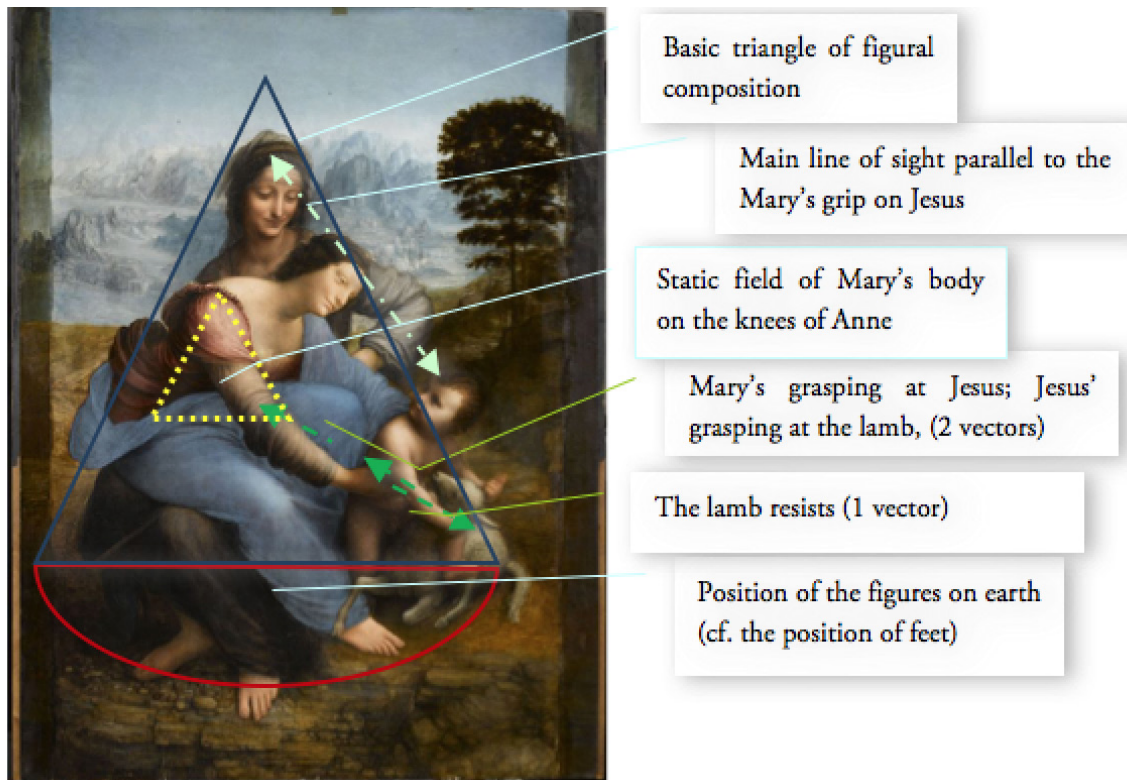 Basic triangle of figural
composition
Main line of sight parallel to the
Mary's grip on Jesus
Static field of Mary's body
on the knees of Anne
Mary's grasping at Jesus; Jesus'
grasping at the lamb, (2 vectors)
The lamb resists (1 vector)
Position of the figures on earth
(cf. the position of feet)